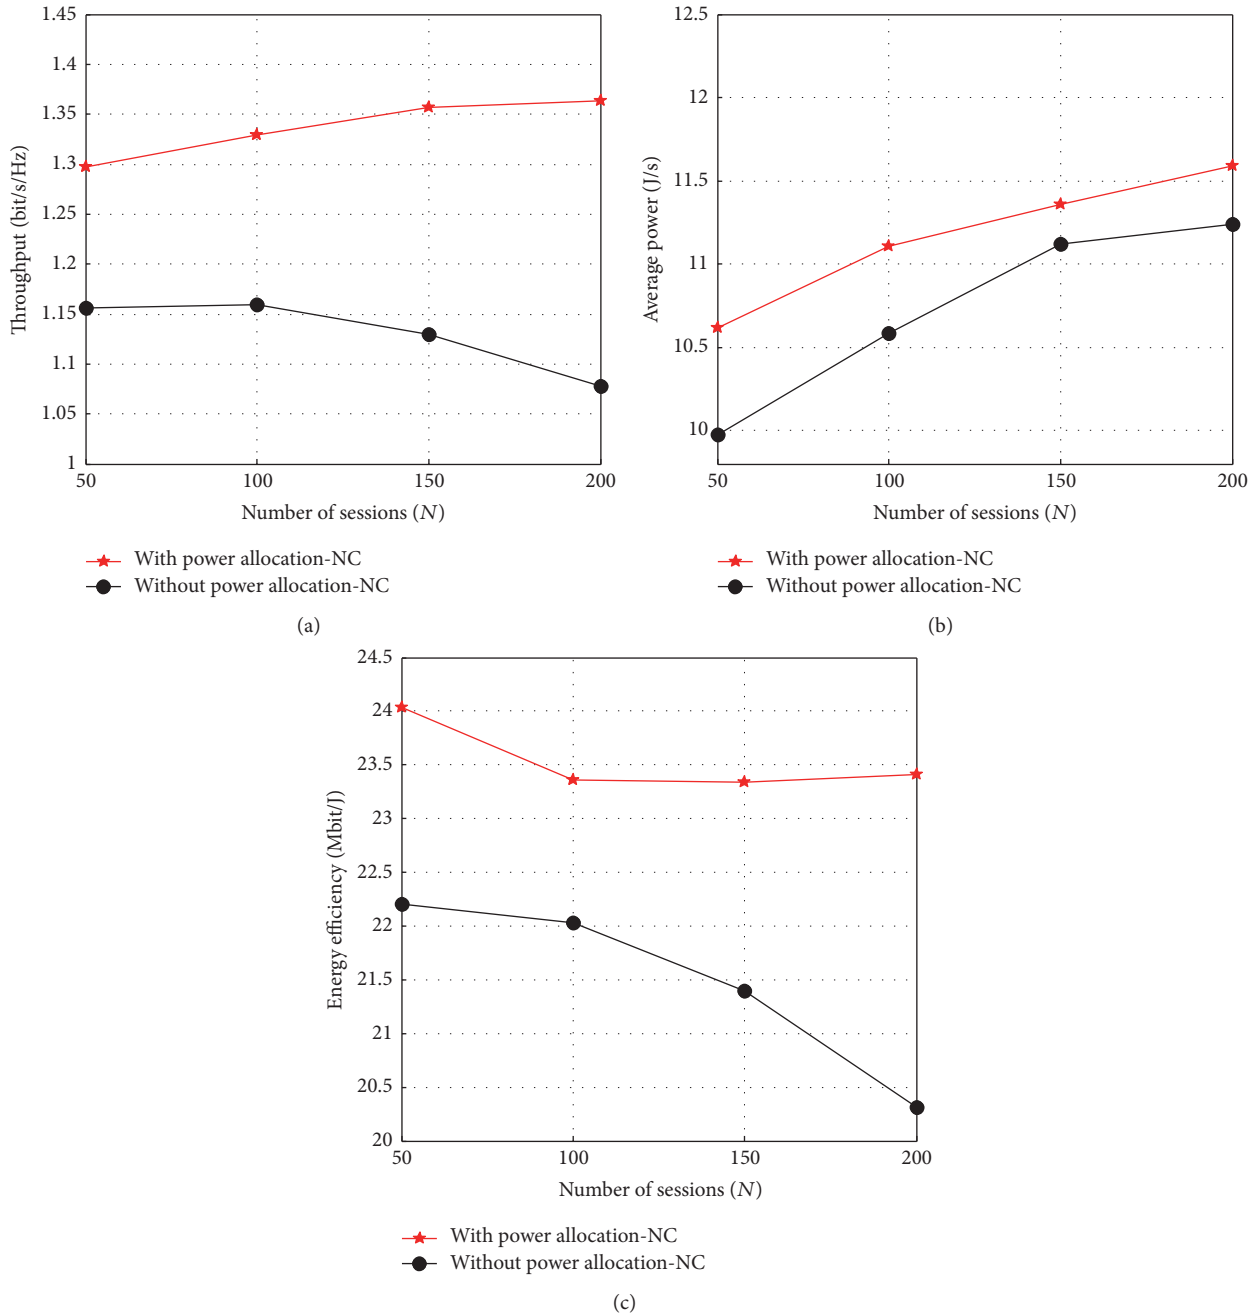 1.45
1.4
1.35
1.3
1.25
1.2
1.15
1.1
1.05
1
Throughput (bit/s/Hz)
50
100
150
200
Number of sessions (N)
With power allocation-NC
Without power allocation-NC
(a)
12.5
12
11.5
11
10.5
10
Average power (J/s)
50
100
150
200
Number of sessions (N)
With power allocation-NC
Without power allocation-NC
(b)
24.5
24
23.5
23
22.5
22
21.5
21
20.5
20
Energy efficiency (Mbit/J)
50
100
150
200
Number of sessions (N)
With power allocation-NC
Without power allocation-NC
(c)